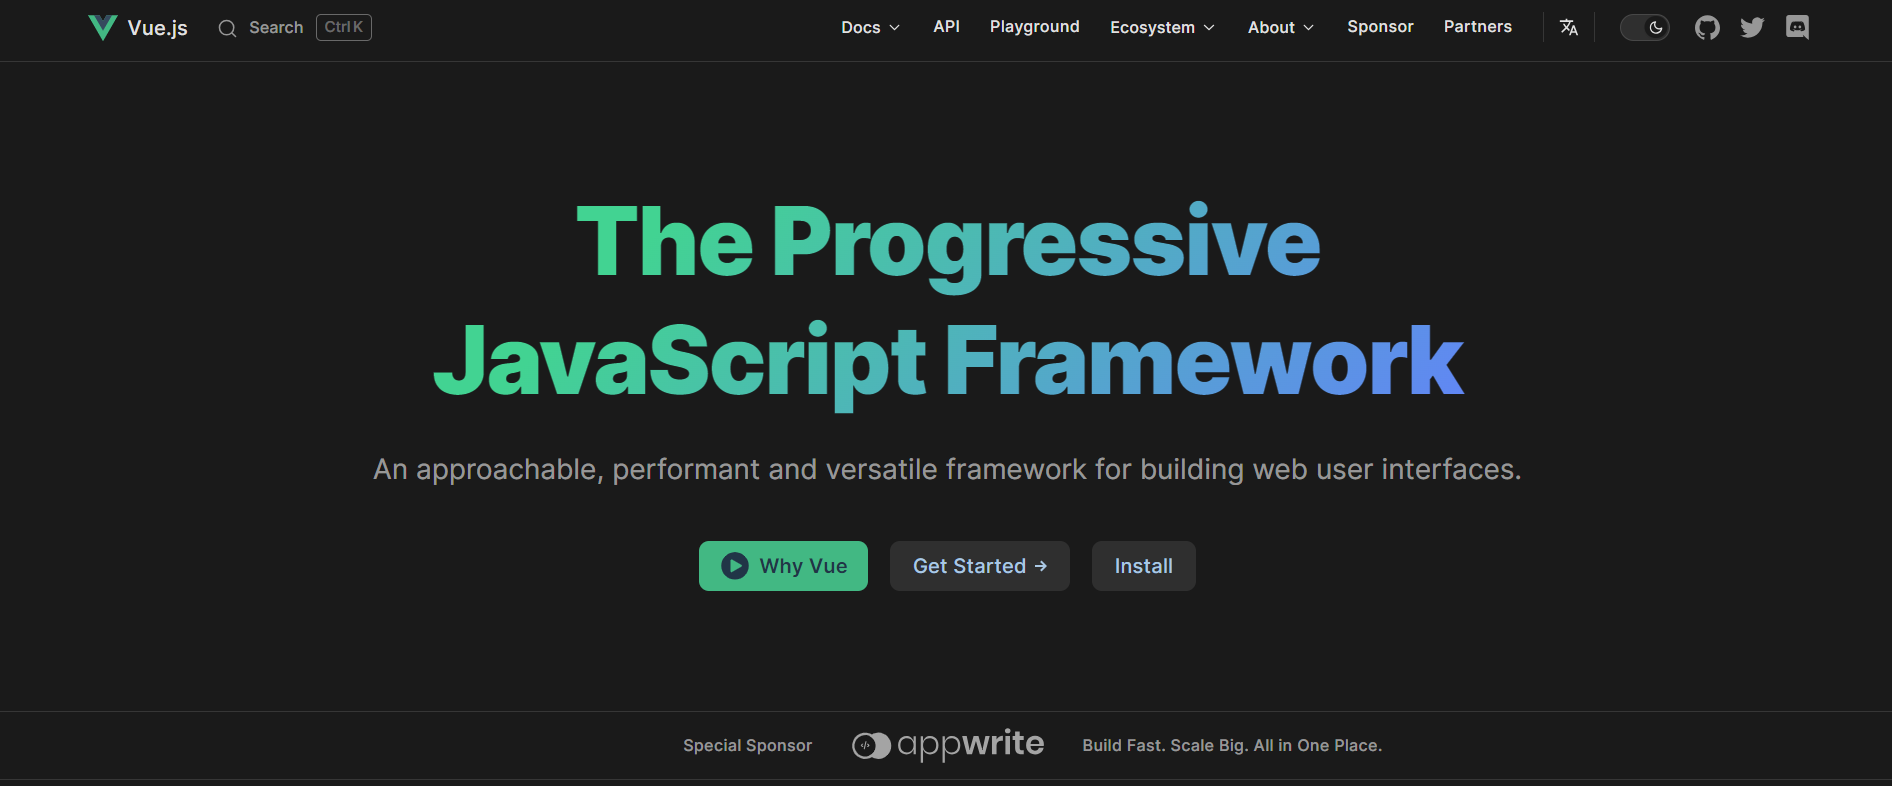 Vue.js Search Ctrl K Docs API Playground Ecosystem About Sponsor Partners
The Progressive
JavaScript Framework
An approachable, performant and versatile framework for building web user interfaces.
Why Vue Get Started → Install
Special Sponsor appwrite Build Fast. Scale Big. All in One Place.